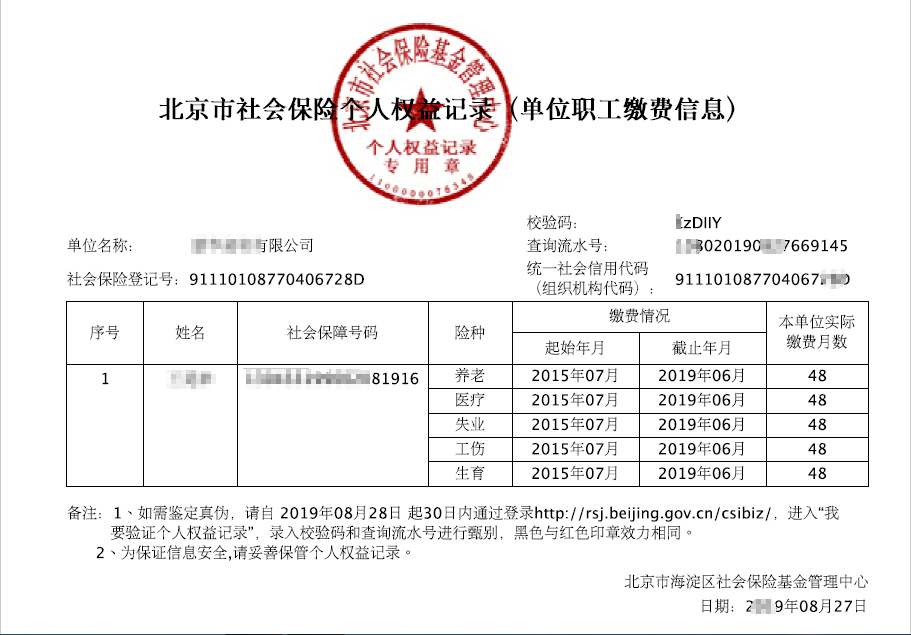 北京市社会保险基金管理中心
北京市社会保险个人权益记录（单位职工缴费信息）
个人权益记录
专用章
1100000076348
校验码： zDIIY
单位名称： 有限公司
查询流水号： 8020190 7669145
社会保险登记号：91110108770406728D
统一社会信用代码
（组织机构代码）： 911101087704067
序号 姓名 社会保障号码 险种 缴费情况 本单位实际
缴费月数
起始年月 截止年月
1 81916 养老 2015年07月 2019年06月 48
医疗 2015年07月 2019年06月 48
失业 2015年07月 2019年06月 48
工伤 2015年07月 2019年06月 48
生育 2015年07月 2019年06月 48
备注： 1、如需鉴定真伪，请自 2019年08月28日 起30日内通过登录http://rsj.beijing.gov.cn/csibiz/，进入“我
要验证个人权益记录”，录入校验码和查询流水号进行甄别，黑色与红色印章效力相同。
2、为保证信息安全,请妥善保管个人权益记录。
北京市海淀区社会保险基金管理中心
日期：2 9年08月27日